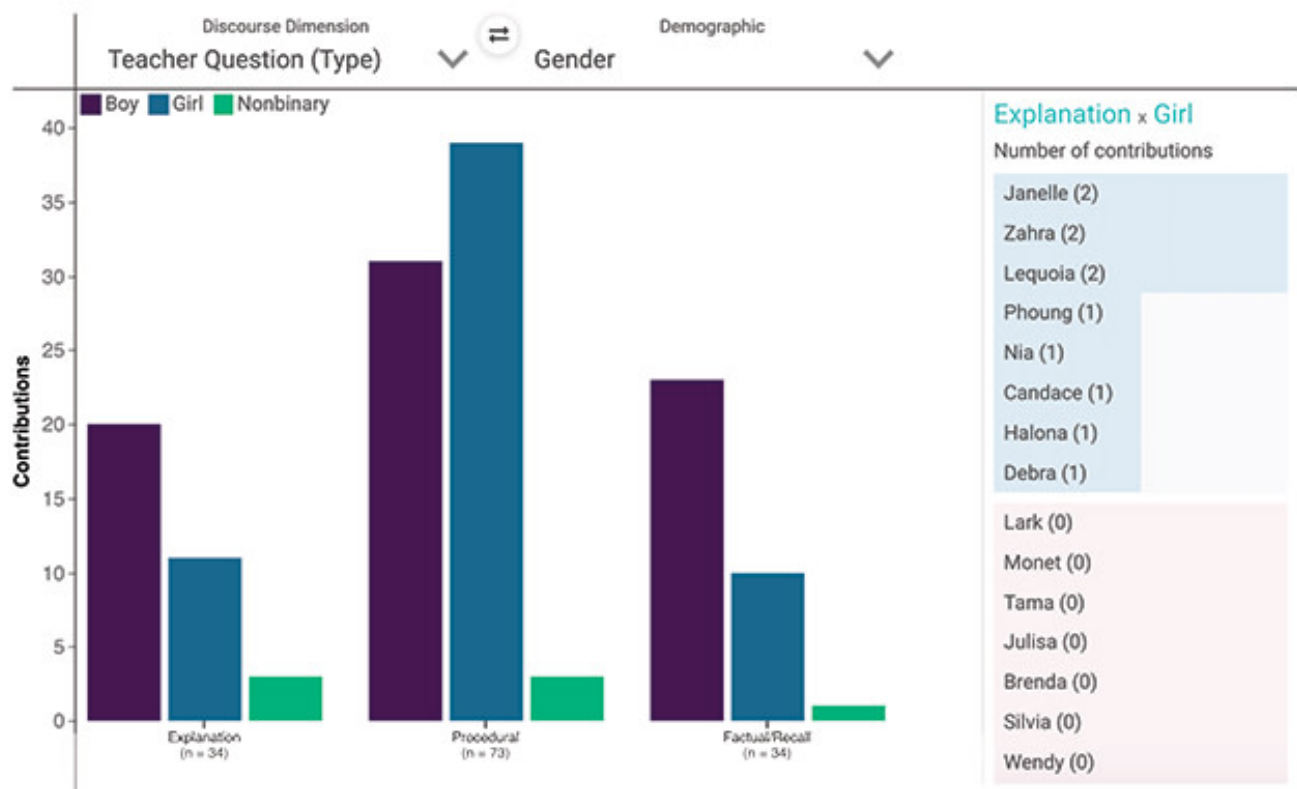 Discourse Dimension
Demographic
Teacher Question (Type)
Gender
Boy Girl Nonbinary
Contributions
40
35
30
25
20
15
10
5
0
Explanation
(n = 34)
Procedural
(n = 73)
Factual/Recall
(n = 34)
Explanation x Girl
Number of contributions
Janelle (2)
Zahra (2)
Lequoia (2)
Phoung (1)
Nia (1)
Candace (1)
Halona (1)
Debra (1)
Lark (0)
Monet (0)
Tama (0)
Julisa (0)
Brenda (0)
Silvia (0)
Wendy (0)